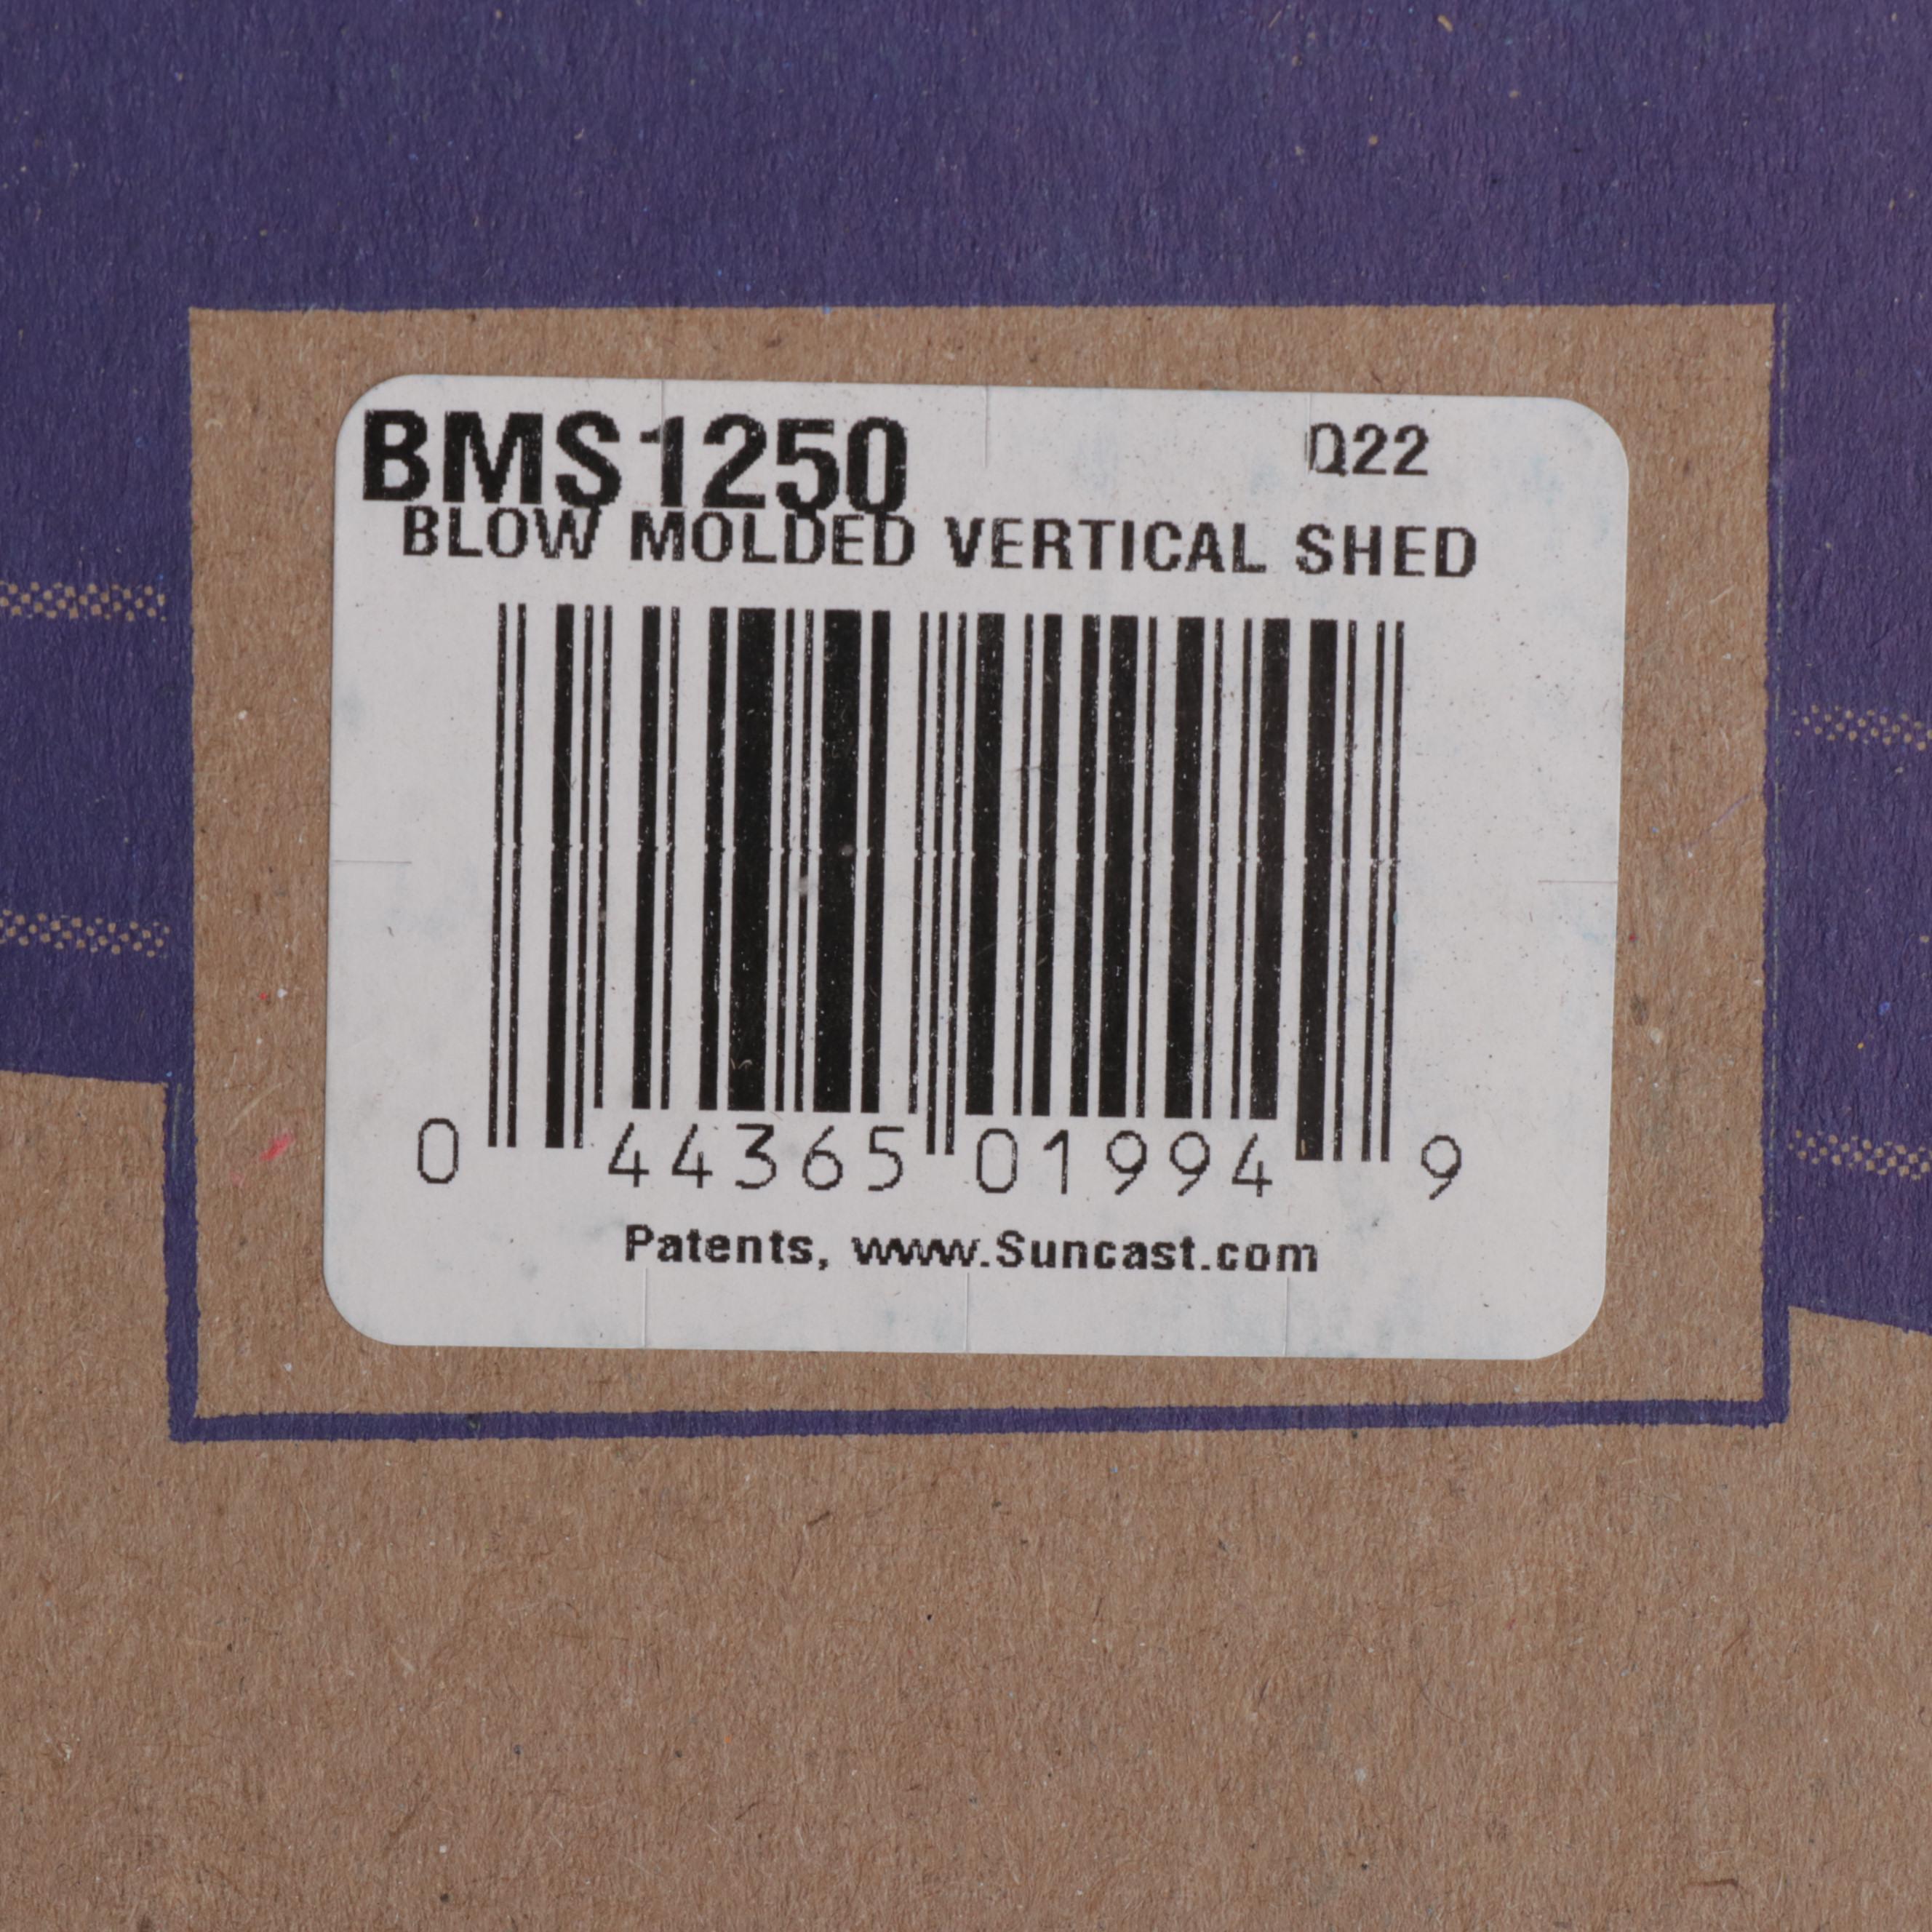 BMS1250 Q22
BLOW MOLDED VERTICAL SHED
0 44365 01994 9
Patents, www.Suncast.com